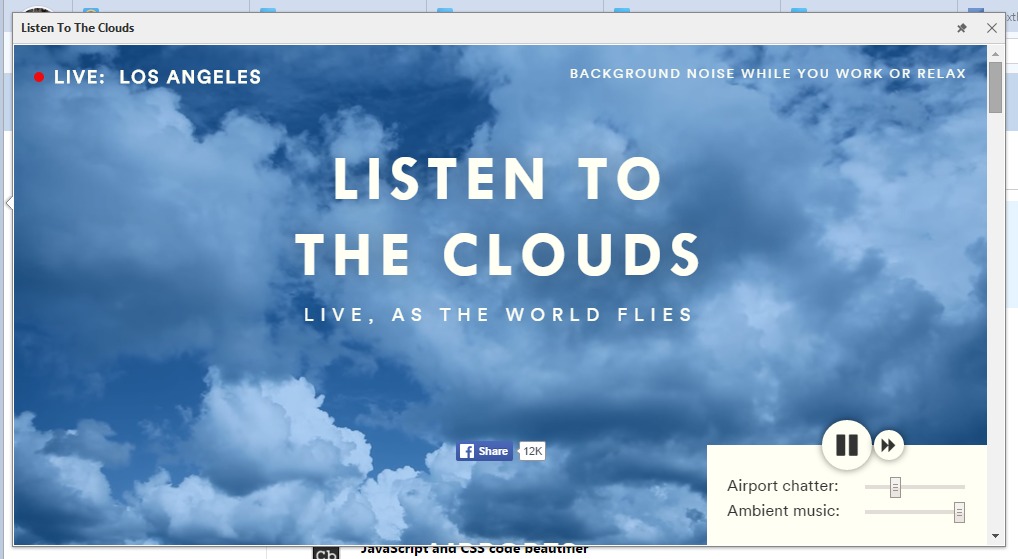 Listen To The Clouds
LIVE: LOS ANGELES
BACKGROUND NOISE WHILE YOU WORK OR RELAX
LISTEN TO
THE CLOUDS
LIVE, AS THE WORLD FLIES
Share
12K
Airport chatter:
Ambient music:
AIRPORTS
JavaScript and CSS code beautifier